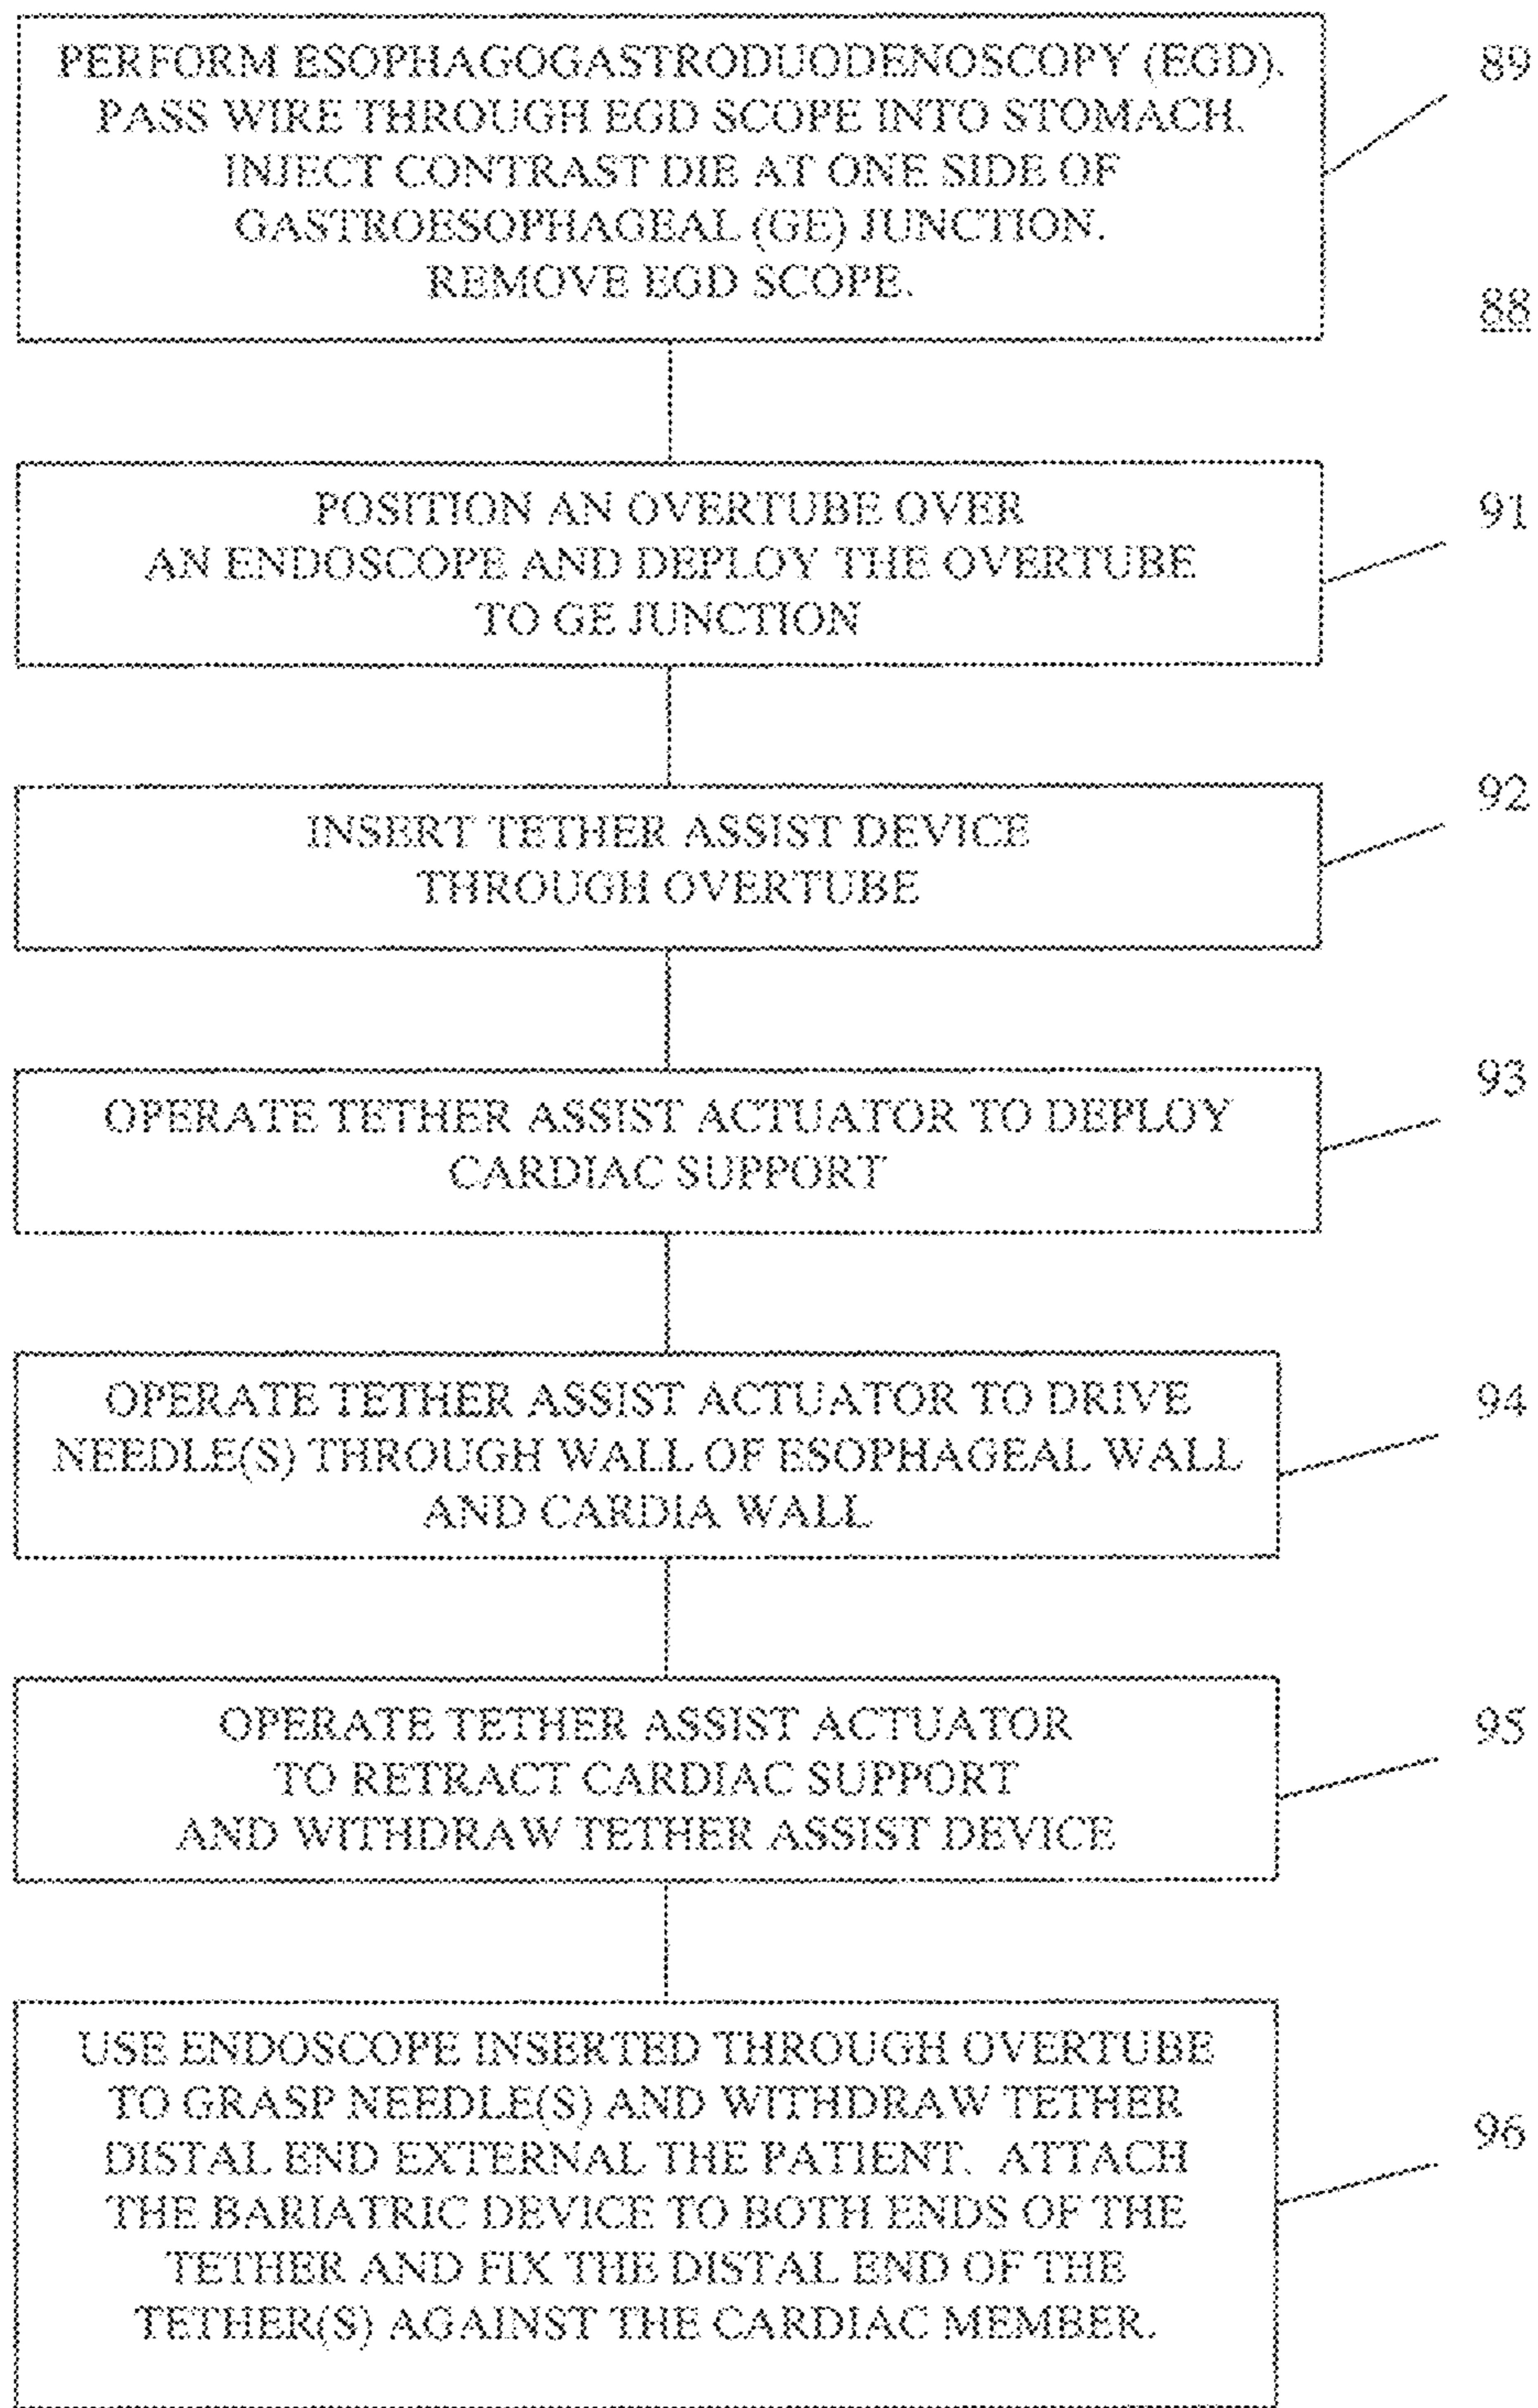 PERFORM ESOPHAGOGASTRODUODENOSCOPY (EGD).
PASS WIRE THROUGH EGD SCOPE INTO STOMACH.
INJECT CONTRAST DIE AT ONE SIDE OF
GASTROESOPHAGEAL (GE) JUNCTION.
REMOVE EGD SCOPE.
89
88
POSITION AN OVERTUBE OVER
AN ENDOSCOPE AND DEPLOY THE OVERTUBE
TO GE JUNCTION
91
INSERT TETHER ASSIST DEVICE
THROUGH OVERTUBE
92
OPERATE TETHER ASSIST ACTUATOR TO DEPLOY
CARDIAC SUPPORT
93
OPERATE TETHER ASSIST ACTUATOR TO DRIVE
NEEDLE(S) THROUGH WALL OF ESOPHAGEAL WALL
AND CARDIA WALL
94
OPERATE TETHER ASSIST ACTUATOR
TO RETRACT CARDIAC SUPPORT
AND WITHDRAW TETHER ASSIST DEVICE
95
USE ENDOSCOPE INSERTED THROUGH OVERTUBE
TO GRASP NEEDLE(S) AND WITHDRAW TETHER
DISTAL END EXTERNAL THE PATIENT. ATTACH
THE BARIATRIC DEVICE TO BOTH ENDS OF THE
TETHER AND FIX THE DISTAL END OF THE
TETHER(S) AGAINST THE CARDIAC MEMBER.
96